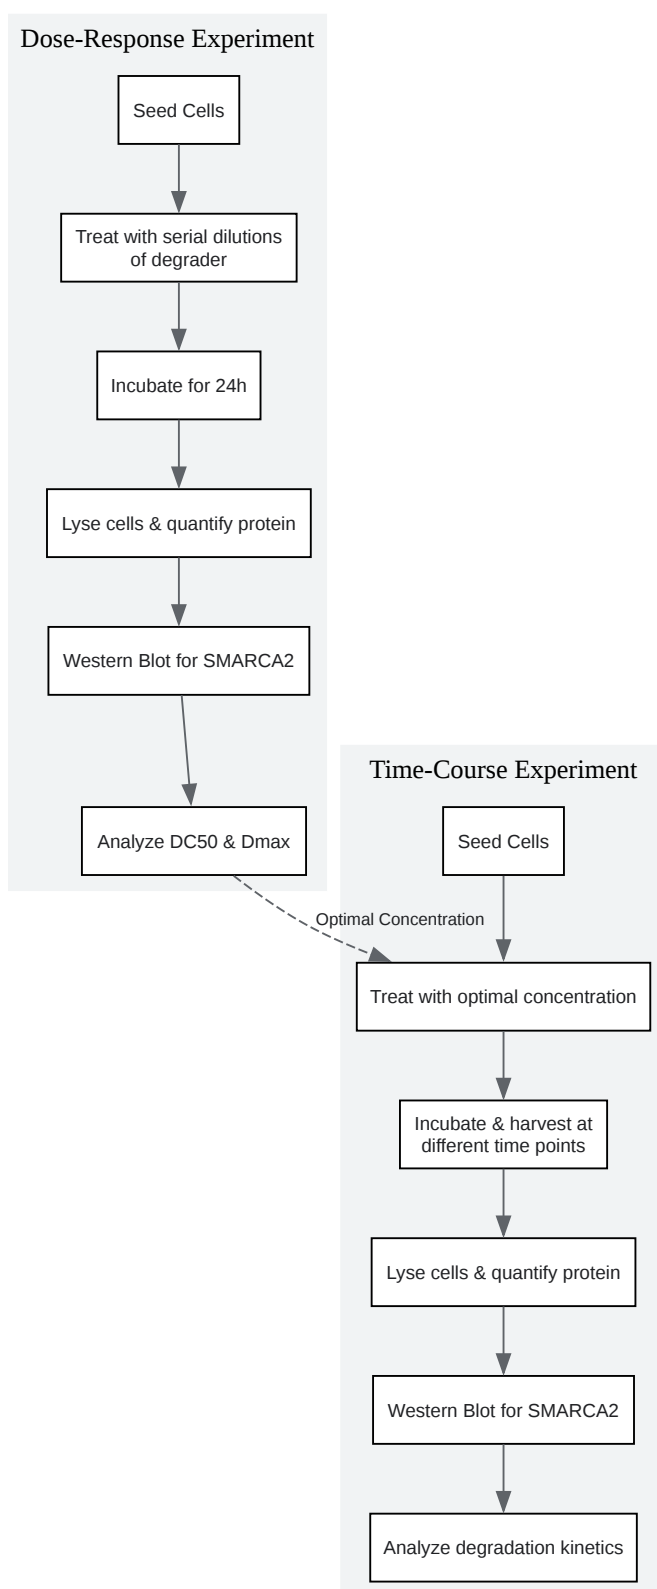 Dose-Response Experiment
Seed Cells
Treat with serial dilutions
of degrader
Incubate for 24h
Lyse cells & quantify protein
Western Blot for SMARCA2
Analyze DC50 & Dmax
Optimal Concentration
Time-Course Experiment
Seed Cells
Treat with optimal concentration
Incubate & harvest at
different time points
Lyse cells & quantify protein
Western Blot for SMARCA2
Analyze degradation kinetics